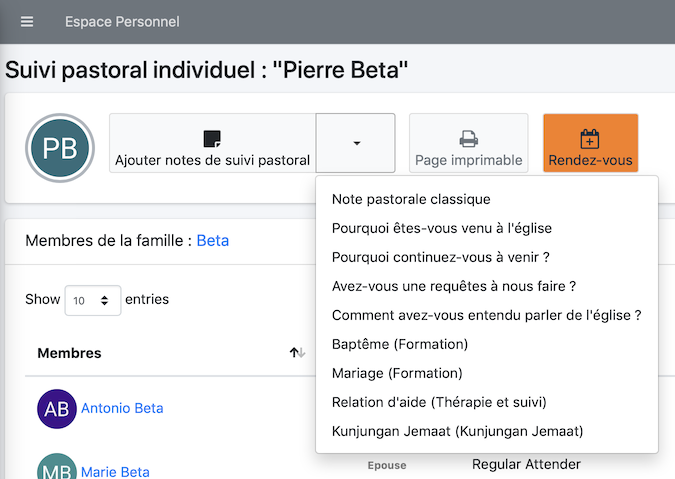 Espace Personnel
Suivi pastoral individuel : "Pierre Beta"
PB
Ajouter notes de suivi pastoral
Page imprimable
Rendez-vous
Note pastorale classique
Pourquoi êtes-vous venu à l'église
Pourquoi continuez-vous à venir ?
Avez-vous une requêtes à nous faire ?
Comment avez-vous entendu parler de l'église ?
Baptême (Formation)
Mariage (Formation)
Relation d'aide (Thérapie et suivi)
Kunjungan Jemaat (Kunjungan Jemaat)
Membres de la famille : Beta
Show 10 entries
Membres
AB Antonio Beta
MB Marie Beta Epouse Regular Attender